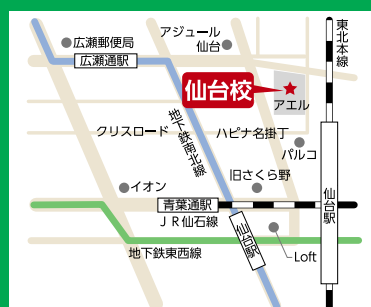 広瀬郵便局
アジュール
仙台
東北本線
広瀬通駅
仙台校
アエル
地下鉄南北線
クリスロード
ハピナ名掛丁
パルコ
旧さくら野
イオン
青葉通駅
JR仙石線
仙台駅
仙台駅
地下鉄東西線
Loft